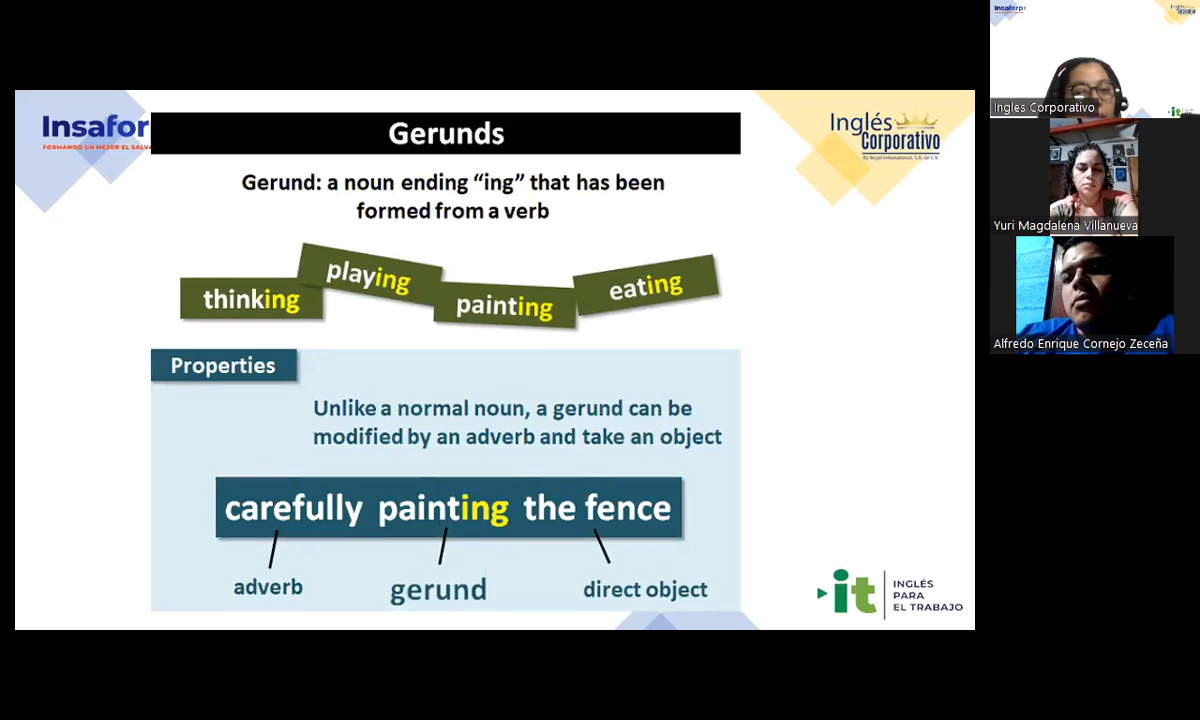 Insafor
FORMANDO UN MEJOR EL SALVA
Gerunds
Inglés
Corporativo
By Regal International, S.A. de C.V.
Gerund: a noun ending “ing” that has been
formed from a verb
thinking
playing
painting
eating
Properties
Unlike a normal noun, a gerund can be
modified by an adverb and take an object
carefully painting the fence
adverb
gerund
direct object
it
INGLÉS
PARA
EL TRABAJO
Insaforp
Ingles Corporativo
it
Yuri Magdalena Villanueva
Alfredo Enrique Cornejo Zeceña